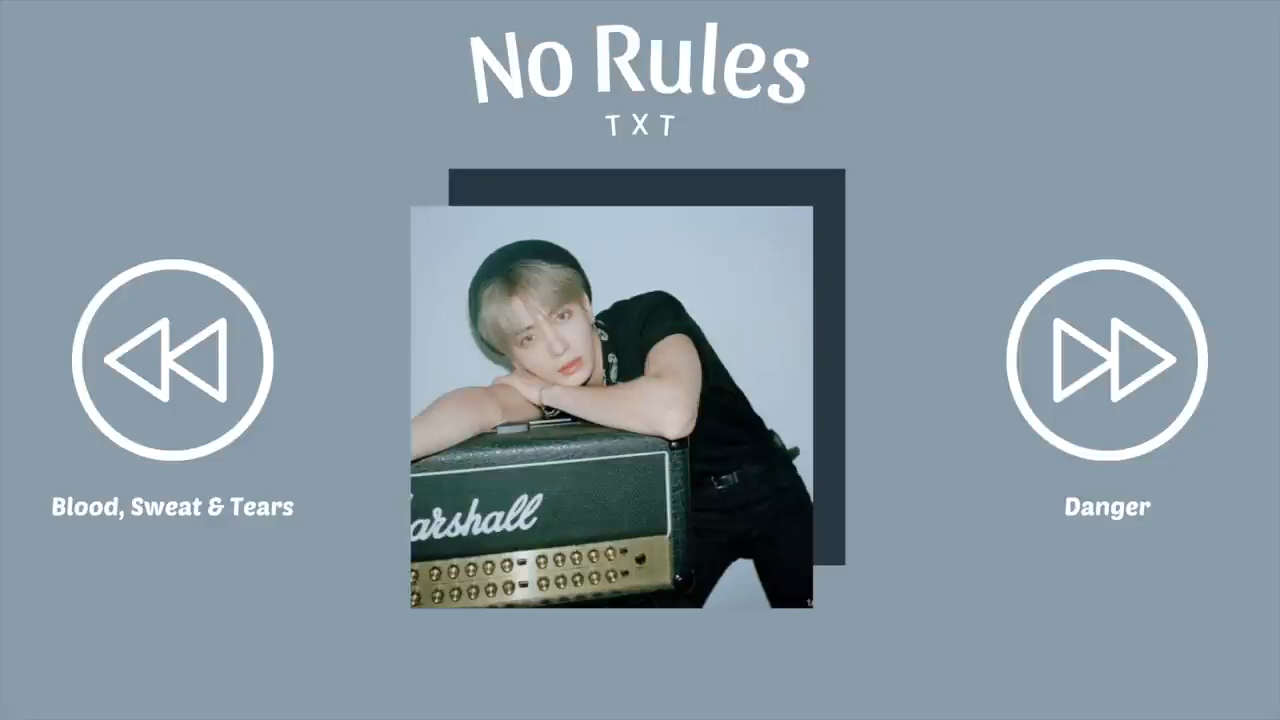 No Rules
TXT
arshall
Blood, Sweat & Tears
Danger